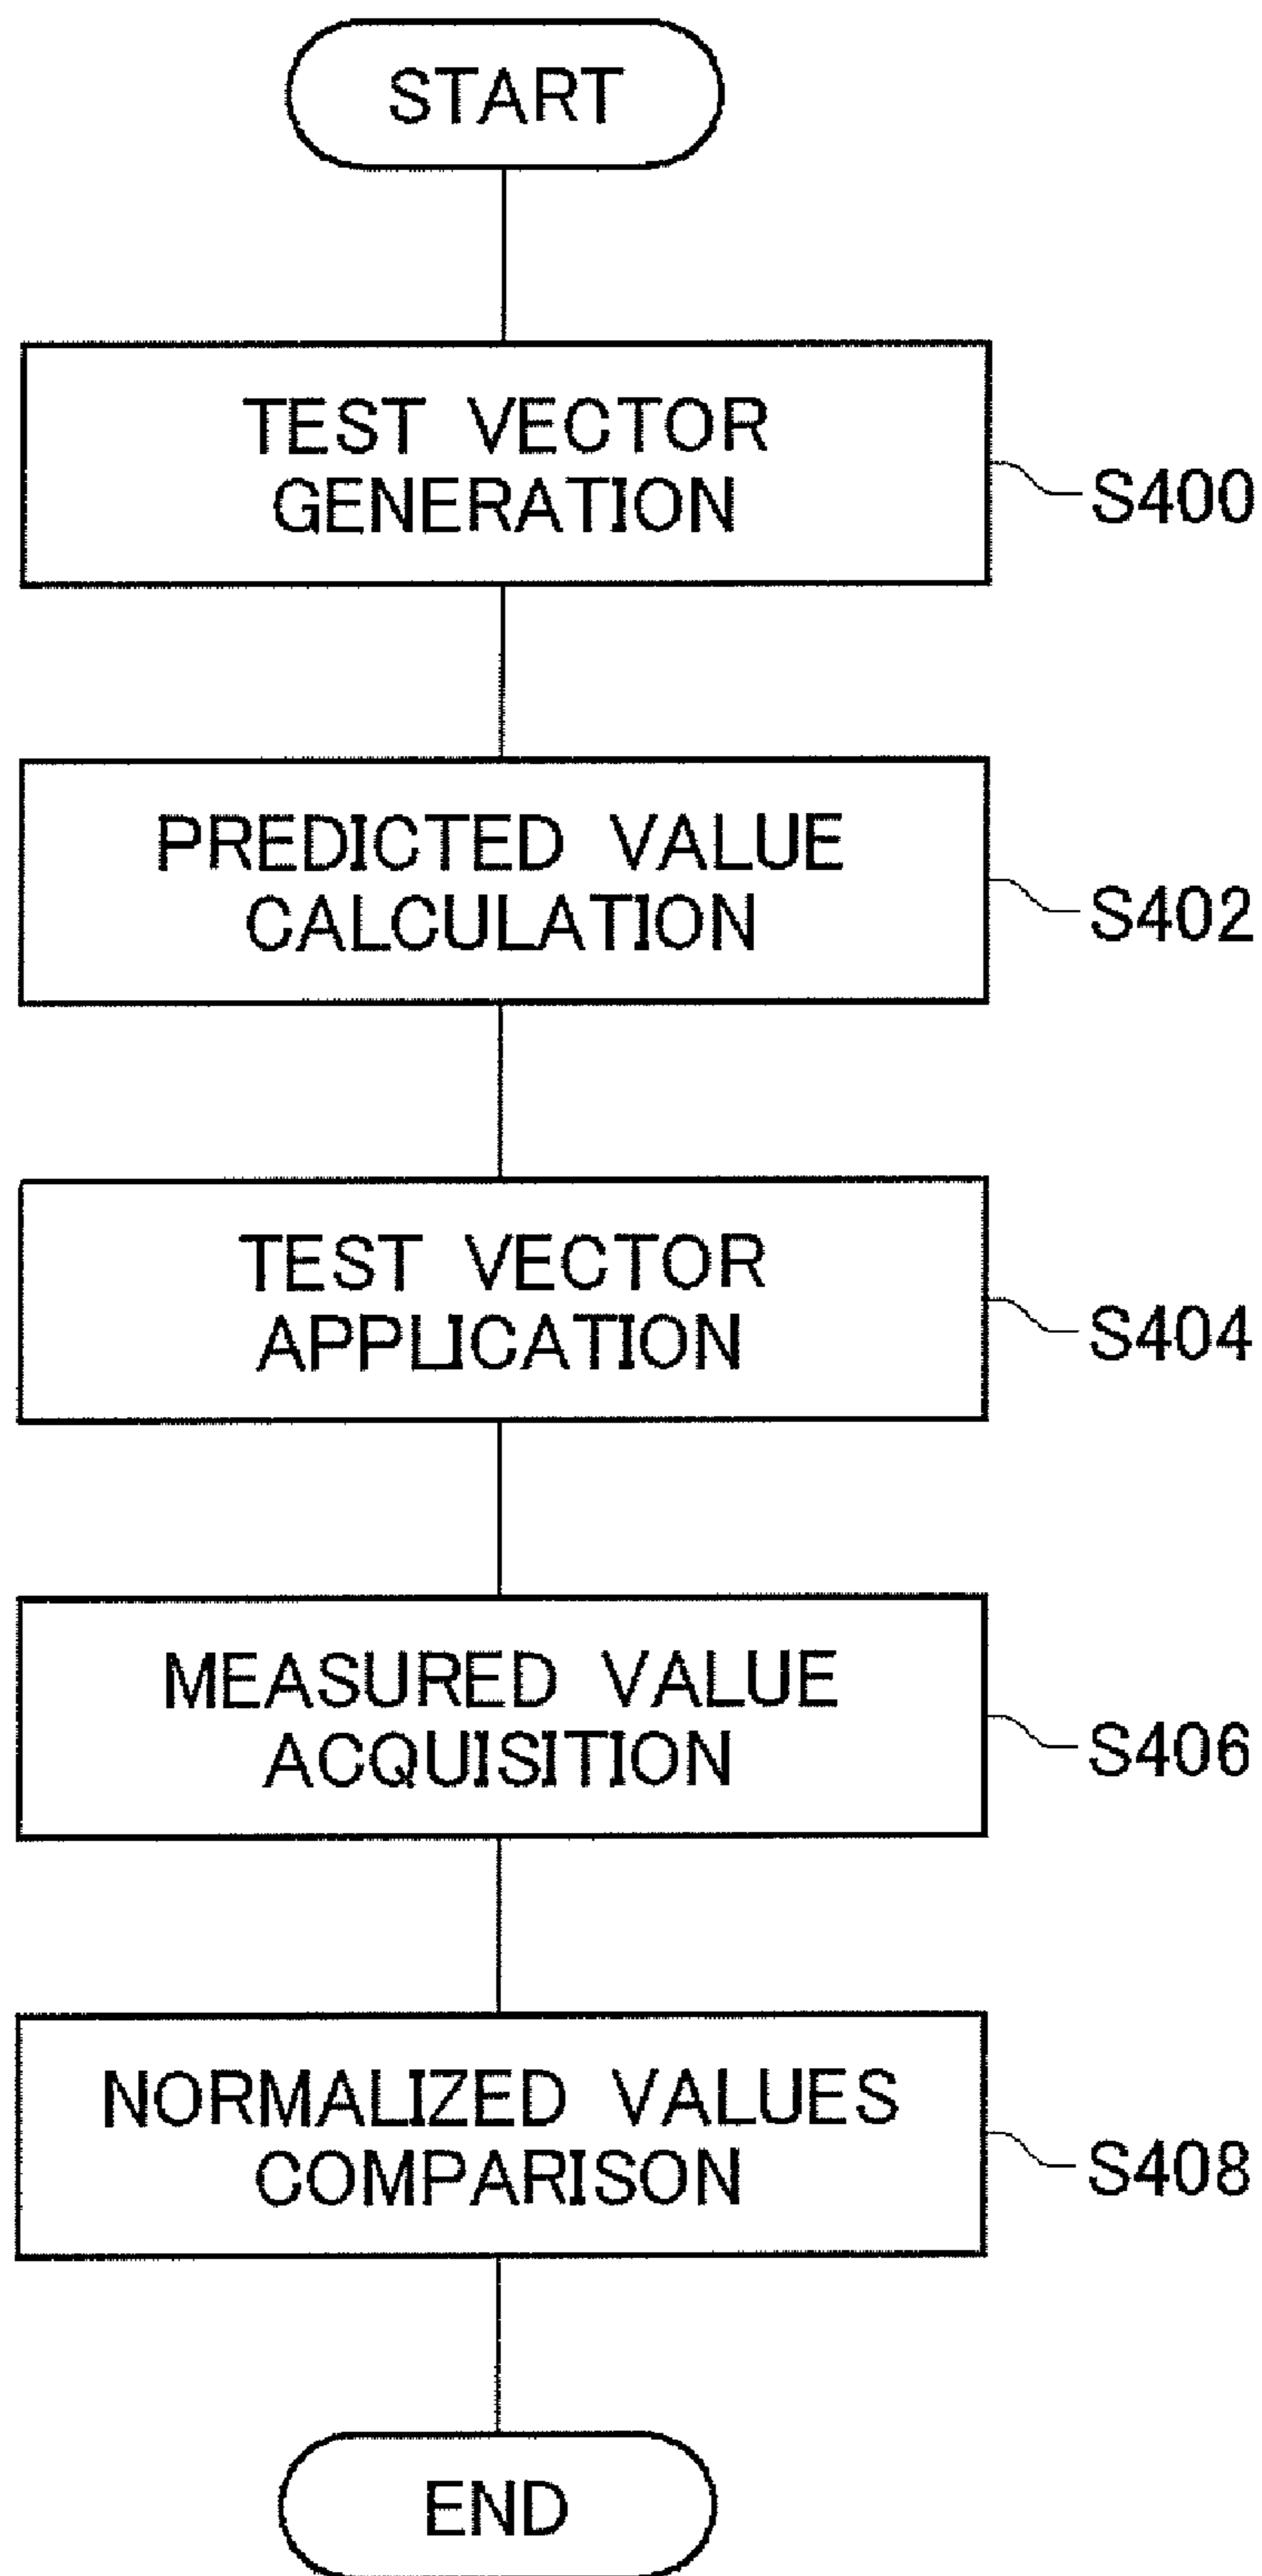 START
TEST VECTOR
GENERATION
S400
PREDICTED VALUE
CALCULATION
S402
TEST VECTOR
APPLICATION
S404
MEASURED VALUE
ACQUISITION
S406
NORMALIZED VALUES
COMPARISON
S408
END